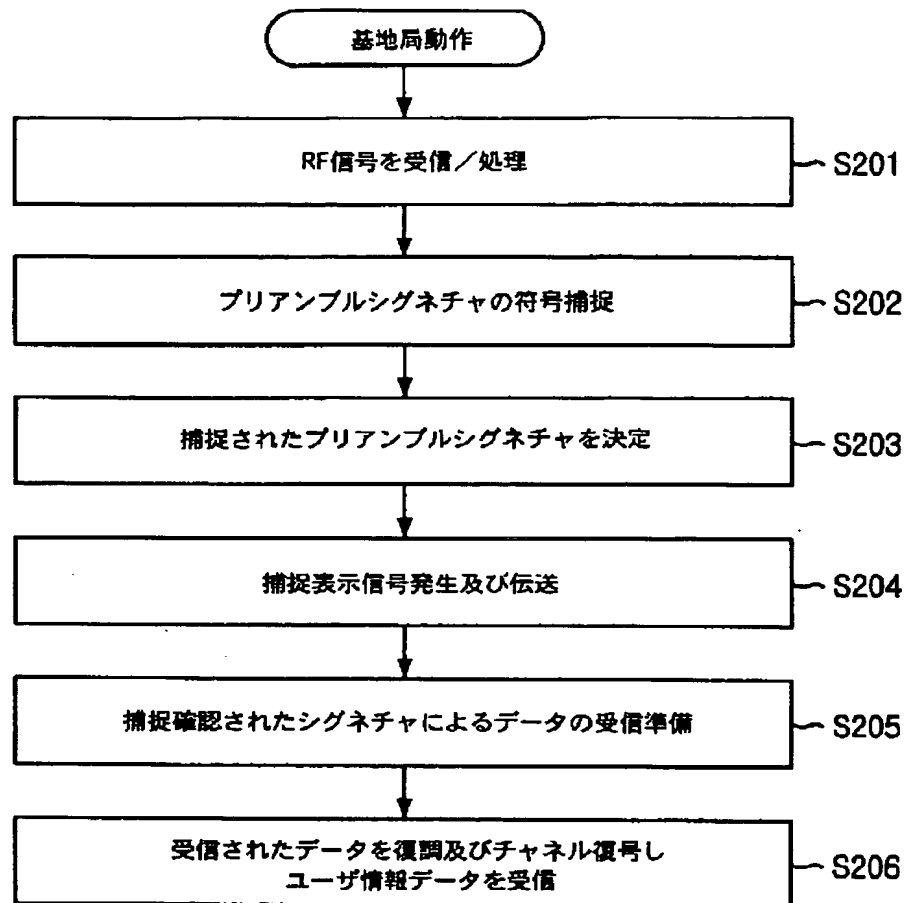 基地局動作
RF信号を受信／処理
S201
プリアンブルシグネチャの符号捕捉
S202
捕捉されたプリアンブルシグネチャを決定
S203
捕捉表示信号発生及び伝送
S204
捕捉確認されたシグネチャによるデータの受信準備
S205
受信されたデータを復調及びチャネル復号し
ユーザ情報データを受信
S206